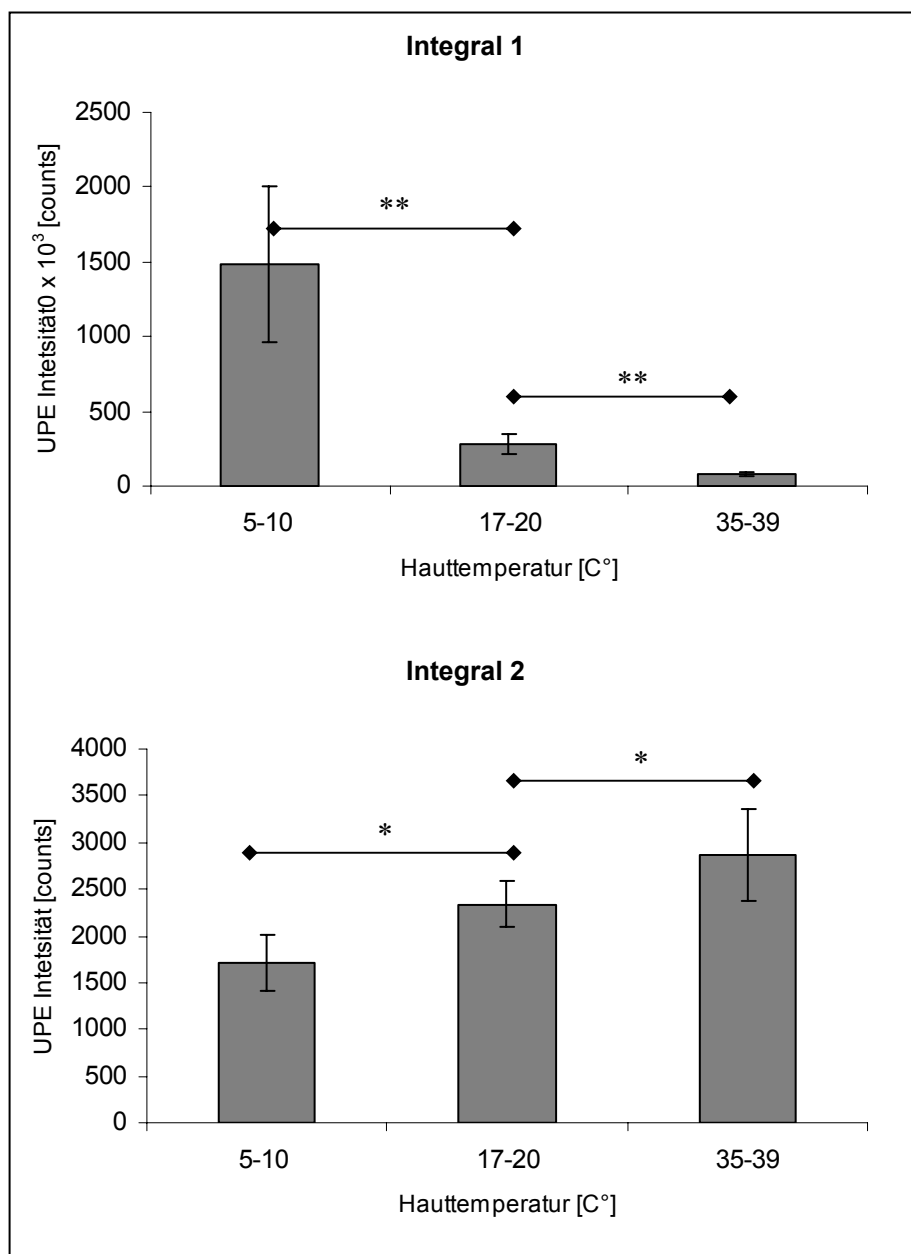 Integral 1
UPE Intetsität0 x 10³ [counts]
2500
2000
1500
1000
500
0
**
**
5-10 17-20 35-39
Hauttemperatur [C°]
Integral 2
UPE Intetsität [counts]
4000
3500
3000
2500
2000
1500
1000
500
0
*
*
5-10 17-20 35-39
Hauttemperatur [C°]